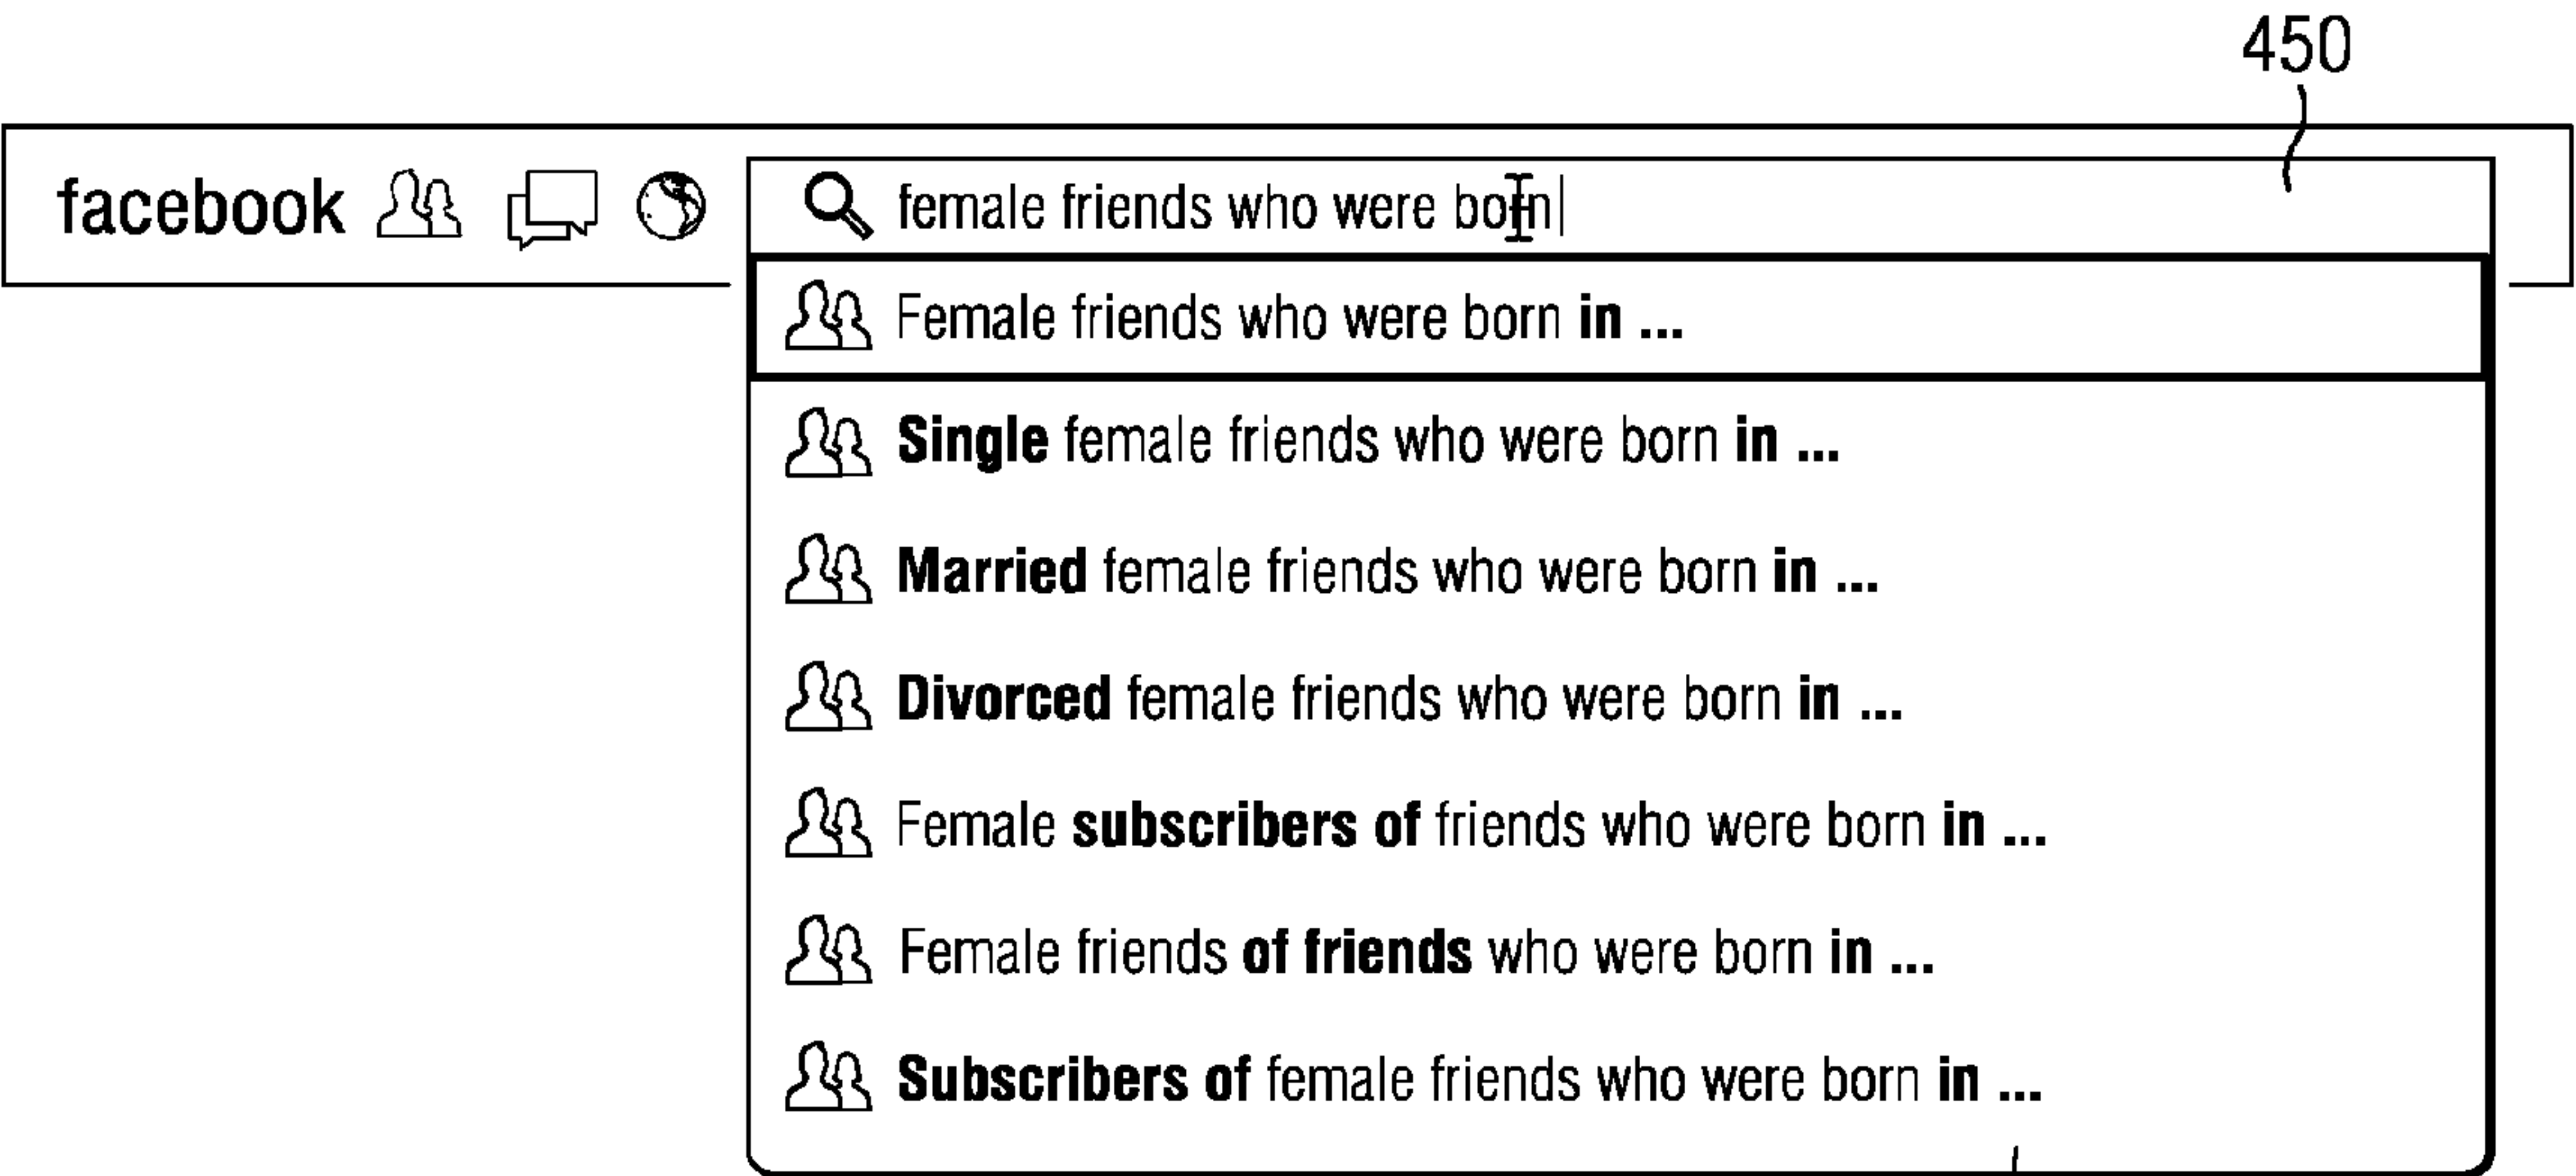 450
facebook female friends who were born
Female friends who were born in ...
Single female friends who were born in ...
Married female friends who were born in ...
Divorced female friends who were born in ...
Female subscribers of friends who were born in ...
Female friends of friends who were born in ...
Subscribers of female friends who were born in ...